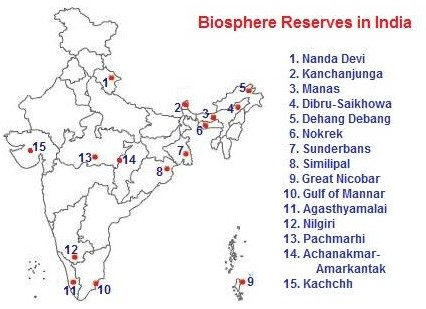 Biosphere Reserves in India
1. Nanda Devi
2. Kanchanjunga
3. Manas
4. Dibru-Saikhowa
5. Dehang Debang
6. Nokrek
7. Sunderbans
8. Similipal
9. Great Nicobar
10. Gulf of Mannar
11. Agasthyamalai
12. Nilgiri
13. Pachmarhi
14. Achanakmar-
Amarkantak
15. Kachchh
1
2
5
3
4
6
15
13
14
7
8
12
11
10
9